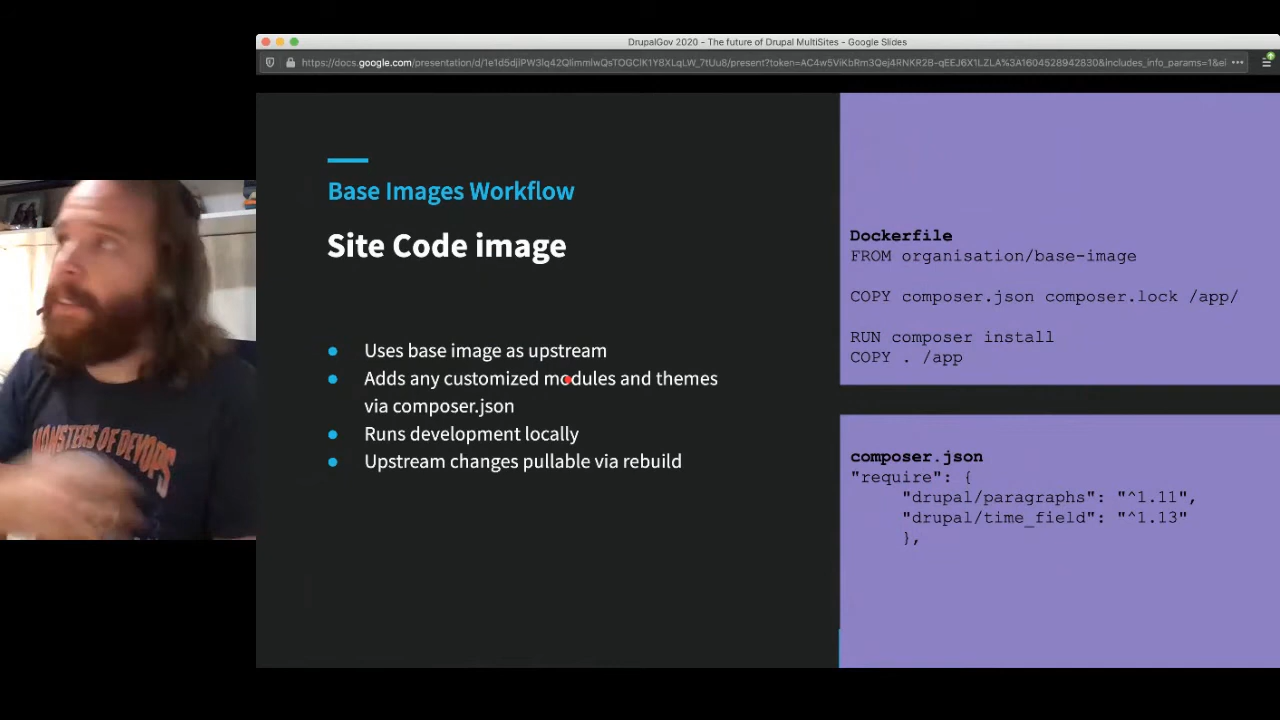 DrupalGov 2020 - The future of Drupal MultiSites - Google Slides
Base Images Workflow
Site Code image
Uses base image as upstream
Adds any customized modules and themes
via composer.json
Runs development locally
Upstream changes pullable via rebuild
Dockerfile
FROM organisation/base-image
COPY composer.json composer.lock /app/
RUN composer install
COPY . /app
composer.json
"require": {
"drupal/paragraphs": "^1.11",
"drupal/time_field": "^1.13"
},
MONSTERS OF DEVOPS